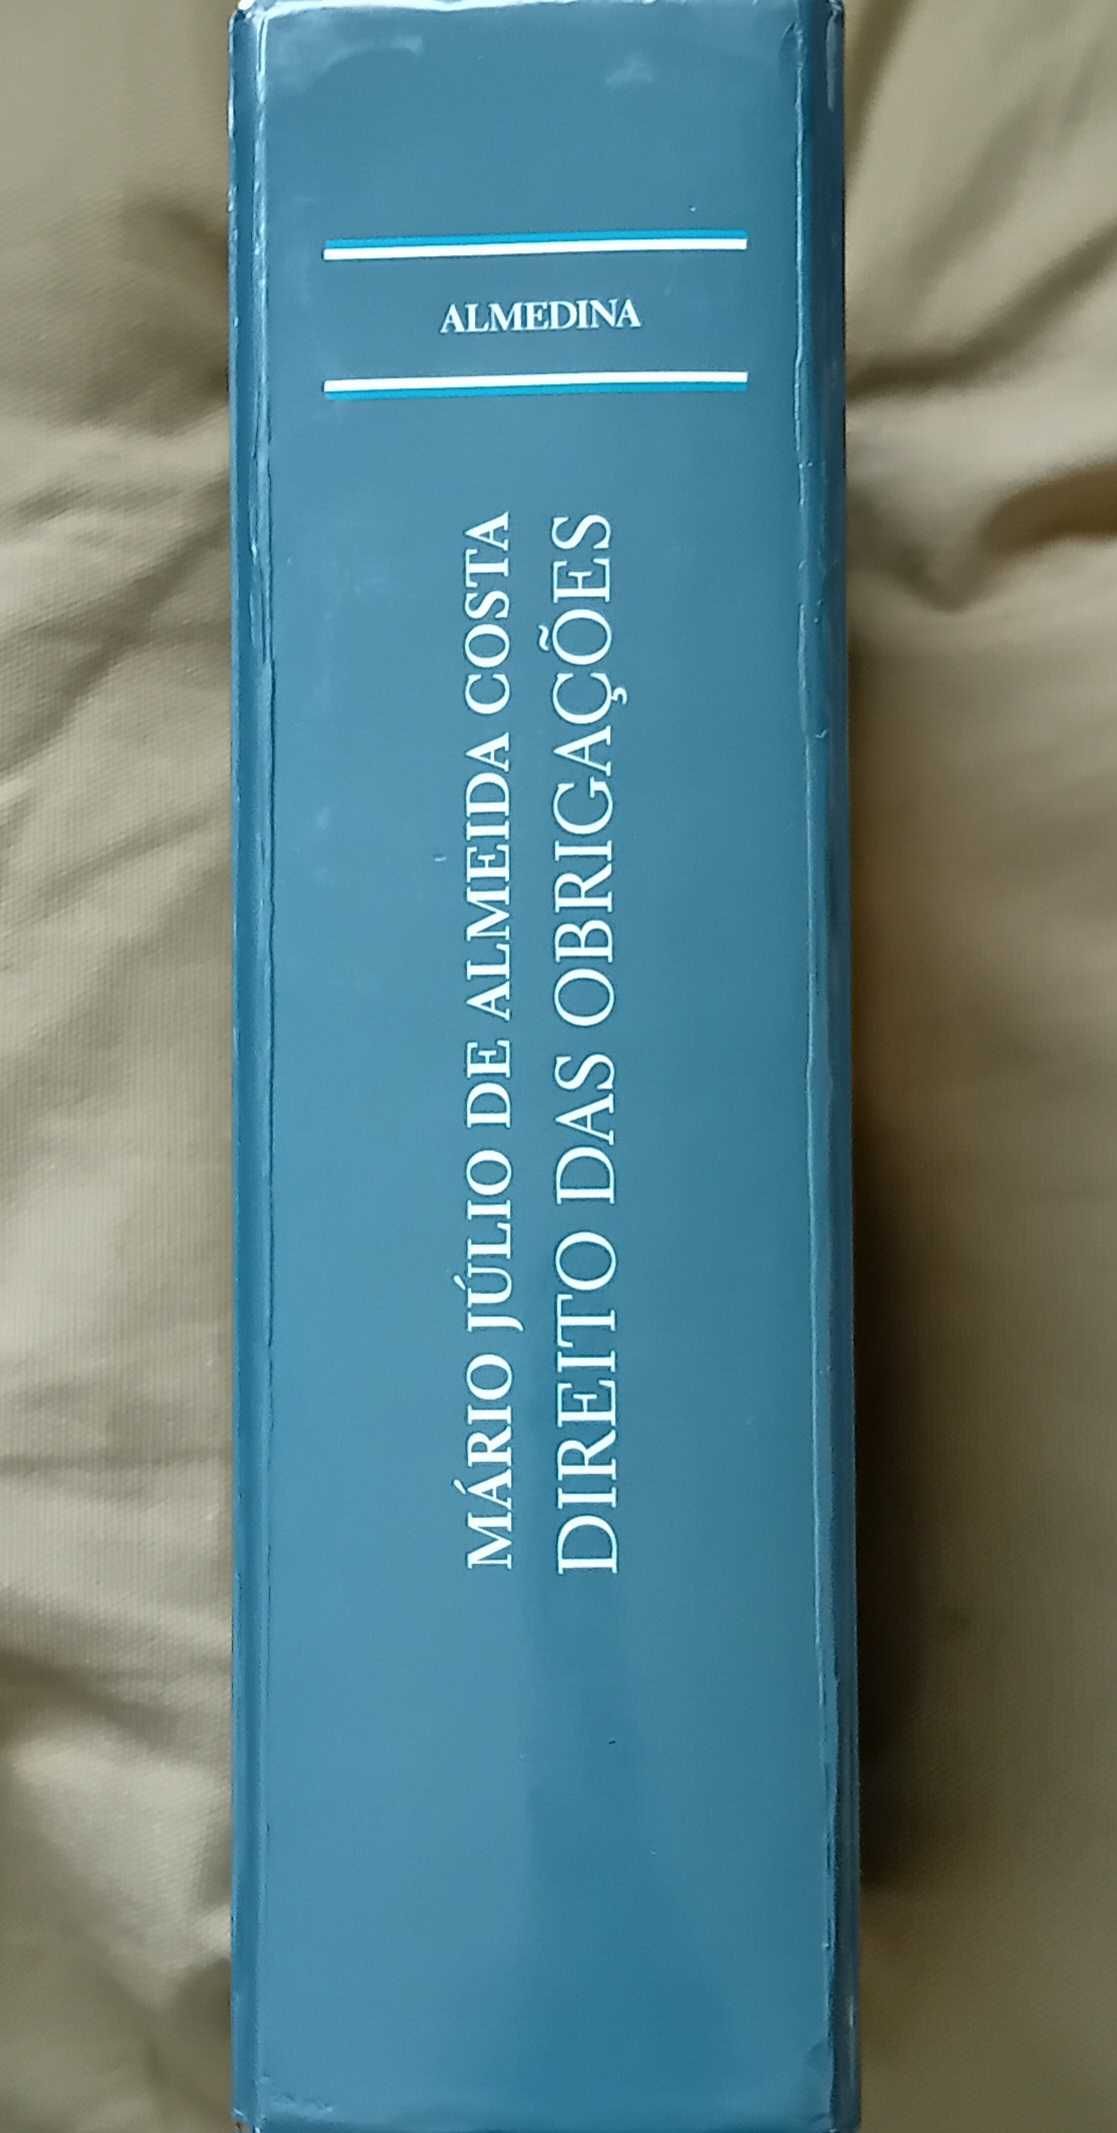 ALMEDINA
MÁRIO JÚLIO DE ALMEIDA COSTA
DIREITO DAS OBRIGAÇÕES